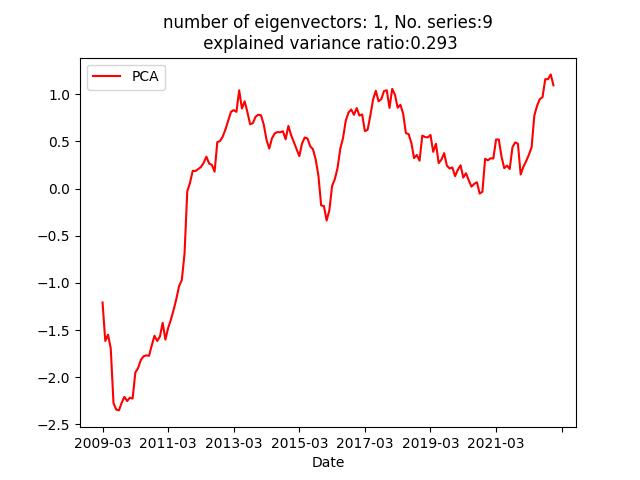 number of eigenvectors: 1, No. series:9
explained variance ratio:0.293
PCA
1.0
0.5
0.0
−0.5
−1.0
−1.5
−2.0
−2.5
2009-03 2011-03 2013-03 2015-03 2017-03 2019-03 2021-03
Date